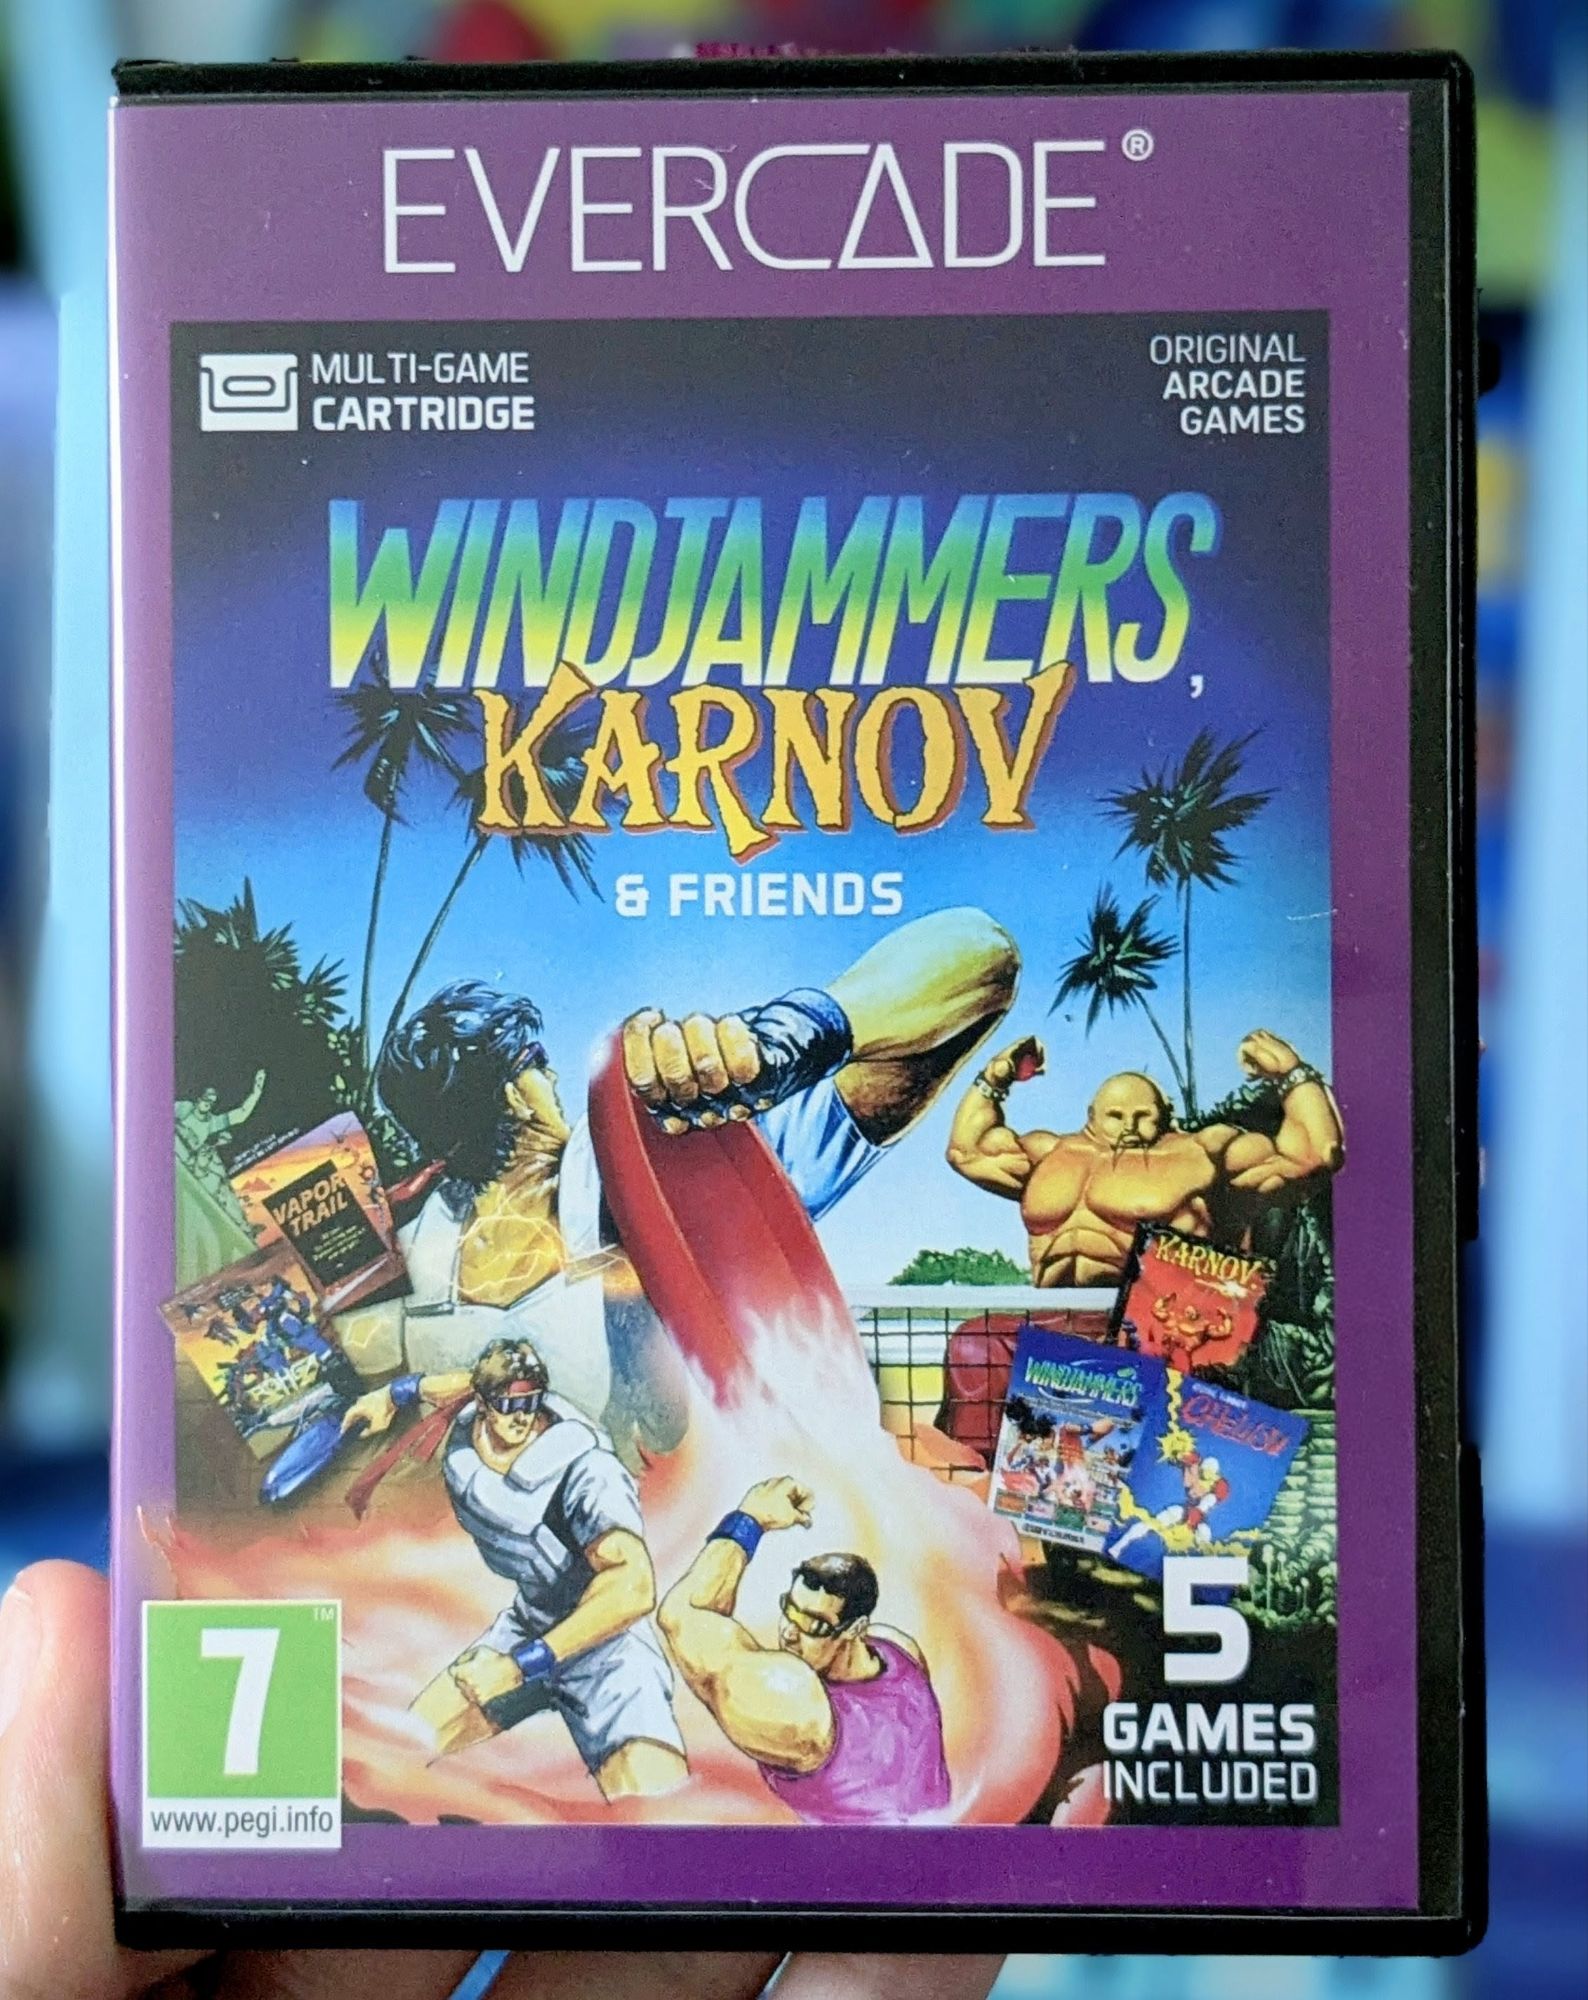 EVERCADE®
MULTI-GAME
CARTRIDGE
ORIGINAL
ARCADE
GAMES
WINDJAMMERS,
KARNOV
& FRIENDS
VAPOR
TRAIL
KARNOV
WINDJAMMERS
5
GAMES
INCLUDED
7™
www.pegi.info